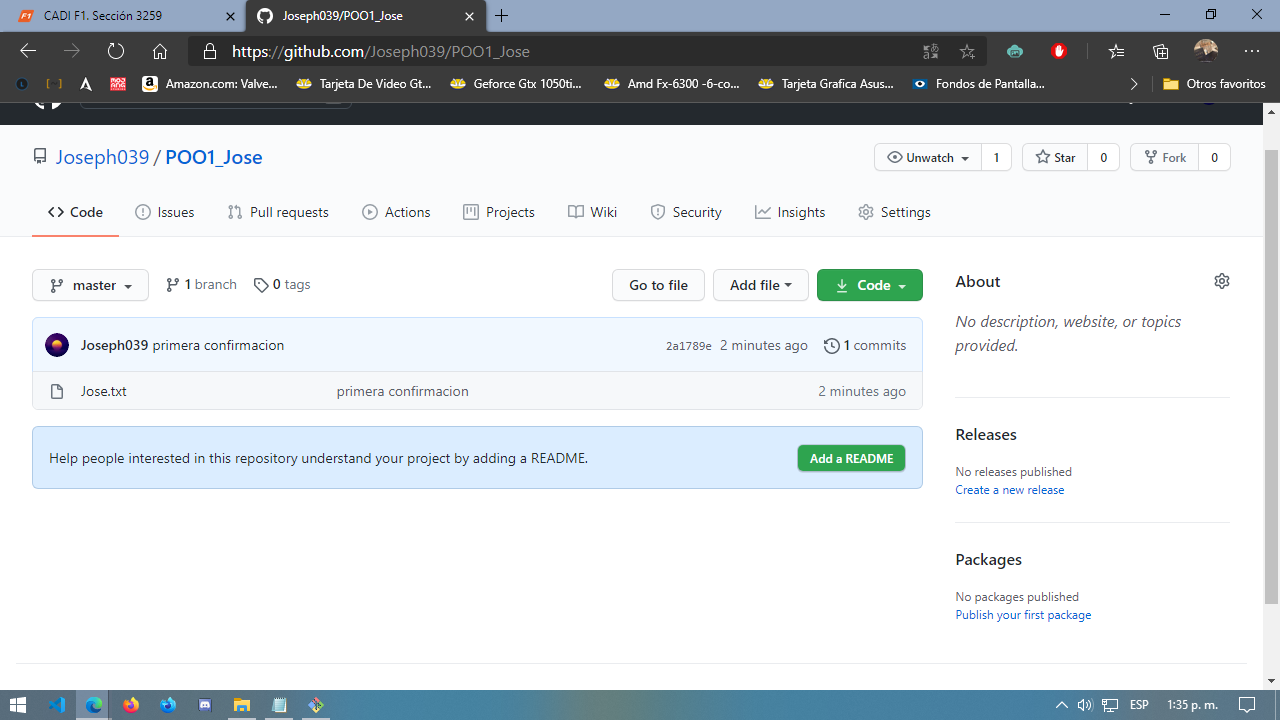 CADI F1. Sección 3259
Joseph039/POO1_Jose
https://github.com/Joseph039/POO1_Jose
Amazon.com: Valve...
Tarjeta De Video Gt...
Geforce Gtx 1050ti...
Amd Fx-6300 -6-co...
Tarjeta Grafica Asus...
Fondos de Pantalla...
Otros favoritos
Joseph039 / POO1_Jose
Unwatch 1
Star 0
Fork 0
Code
Issues
Pull requests
Actions
Projects
Wiki
Security
Insights
Settings
master
1 branch
0 tags
Go to file
Add file
Code
Joseph039 primera confirmacion
2a1789e 2 minutes ago
1 commits
Jose.txt
primera confirmacion
2 minutes ago
Help people interested in this repository understand your project by adding a README.
Add a README
About
No description, website, or topics
provided.
Releases
No releases published
Create a new release
Packages
No packages published
Publish your first package
ESP
1:35 p. m.